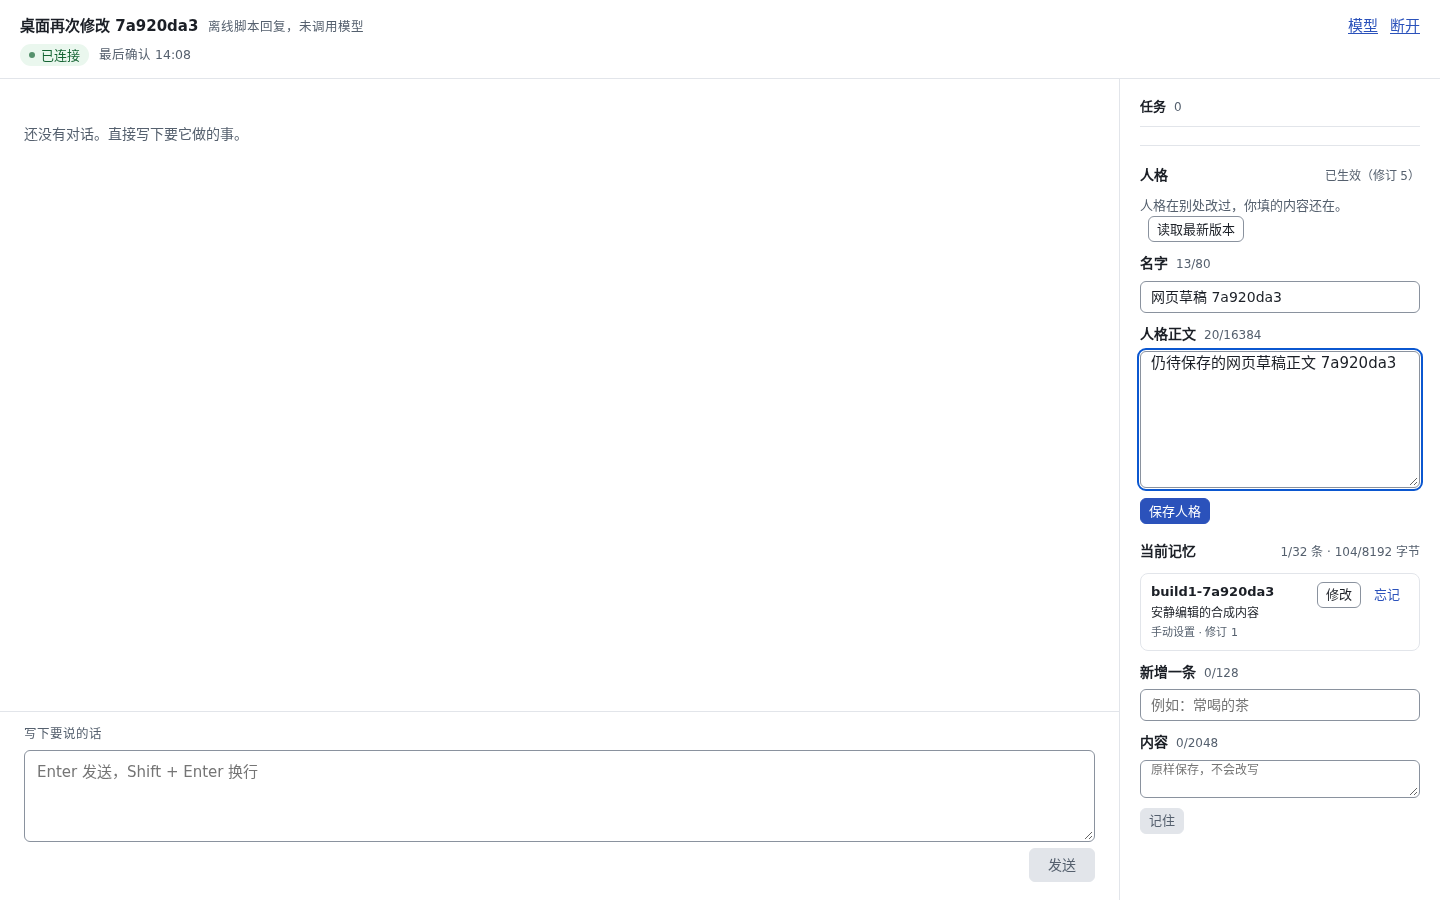 桌面再次修改 7a920da3 离线脚本回复，未调用模型
模型 断开
已连接 最后确认 14:08
还没有对话。直接写下要它做的事。
任务 0
人格 已生效（修订 5）
人格在别处改过，你填的内容还在。
读取最新版本
名字 13/80
网页草稿 7a920da3
人格正文 20/16384
仍待保存的网页草稿正文 7a920da3
保存人格
当前记忆 1/32 条 · 104/8192 字节
build1-7a920da3 修改 忘记
安静编辑的合成内容
手动设置 · 修订 1
新增一条 0/128
例如：常喝的茶
内容 0/2048
原样保存，不会改写
记住
写下要说的话
Enter 发送，Shift + Enter 换行
发送